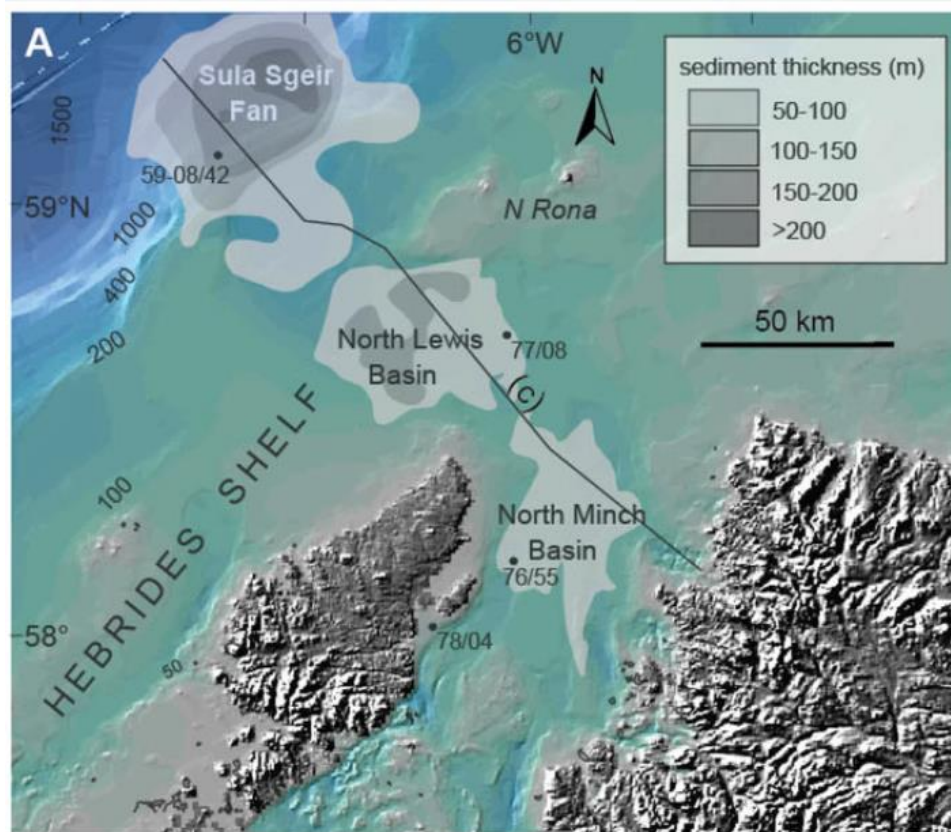 A
6°W
N
sediment thickness (m)
50-100
100-150
150-200
>200
Sula Sgeir
Fan
1500
59-08/42
59°N
1000
N Rona
400
200
50 km
North Lewis
Basin
77/08
(C)
HEBRIDES SHELF
100
North Minch
Basin
76/55
58°
78/04
50